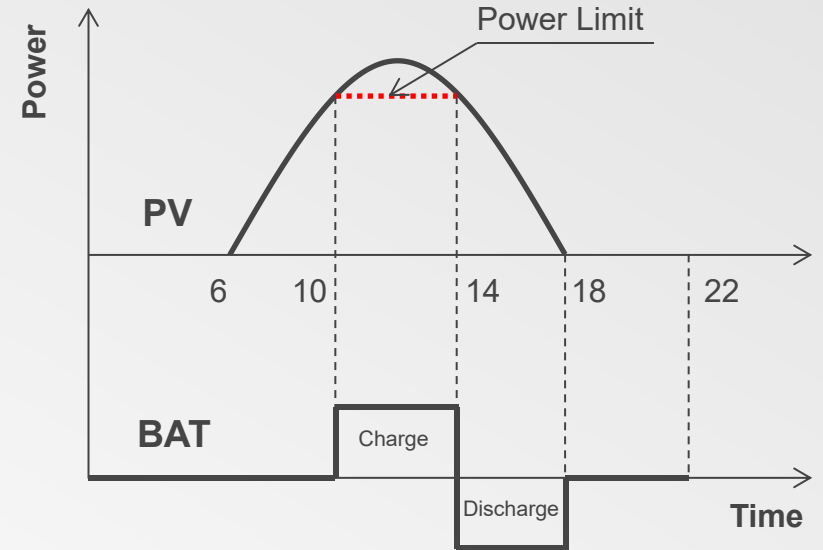 Power Limit
Power
PV
6 10 14 18 22
BAT
Charge
Discharge
Time